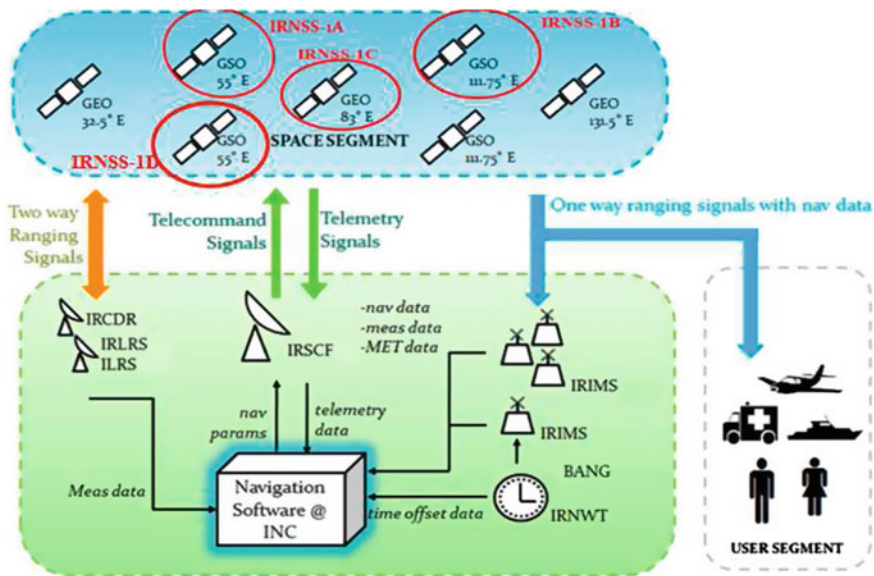 IRNSS-1A
IRNSS-1B
IRNSS-1C
GEO
32.5° E
GSO
55° E
GEO
83° E
GSO
111.75° E
GEO
131.5° E
IRNSS-1D
GSO
55° E
SPACE SEGMENT
GSO
111.75° E
Two way
Ranging
Signals
Telecommand
Signals
Telemetry
Signals
One way ranging signals with nav data
IRCDR
IRLRS
ILRS
IRSCF
-nav data
-meas data
-MET data
IRIMS
IRIMS
nav
params
telemetry
data
Meas data
Navigation
Software @
INC
time offset data
BANG
IRNWT
USER SEGMENT